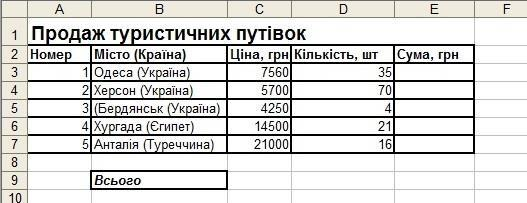 A B C D E F
1 Продаж туристичних путівок
2 Номер Місто (Країна) Ціна, грн Кількість, шт Сума, грн
3 1 Одеса (Україна) 7560 35
4 2 Херсон (Україна) 5700 70
5 3 (Бердянськ (Україна) 4250 4
6 4 Хургада (Єгипет) 14500 21
7 5 Анталія (Туреччина) 21000 16
8
9 Всього
10